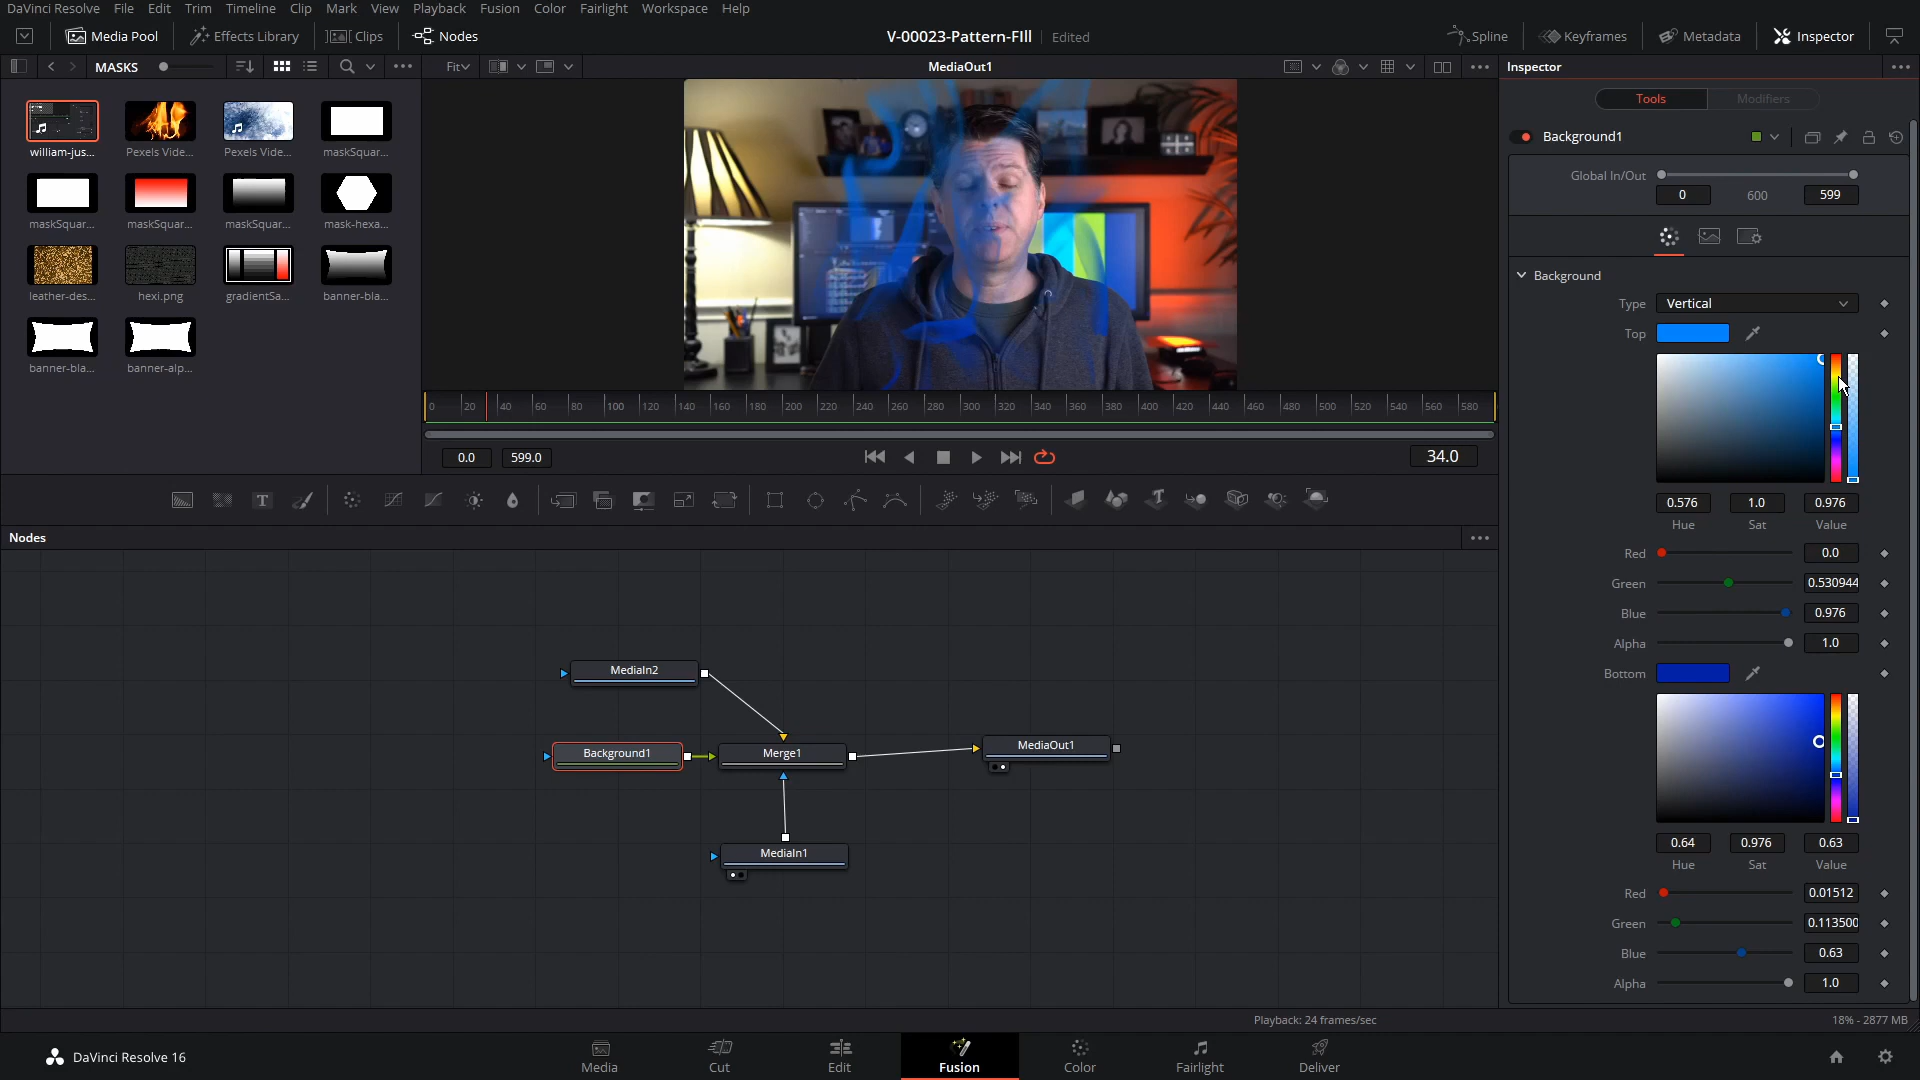 DaVinci Resolve File Edit Trim Timeline Clip Mark View Playback Fusion Color Fairlight Workspace Help
Media Pool Effects Library Clips Nodes V-00023-Pattern-FIll Edited Spline Keyframes Metadata Inspector
MASKS Fit MediaOut1 Inspector
Tools Modifiers
william-jus... Pexels Vide... Pexels Vide... maskSquar...
Background1
Global In/Out
0 600 599
maskSquar... maskSquar... maskSquar... mask-hexa...
Background
leather-des... hexi.png gradientSa... banner-bla...
Type Vertical
Top
banner-bla... banner-alp...
0 20 40 60 80 100 120 140 160 180 200 220 240 260 280 300 320 340 360 380 400 420 440 460 480 500 520 540 560 580
0.0 599.0 34.0
0.576 1.0 0.976
Hue Sat Value
Nodes
Red 0.0
Green 0.530944
Blue 0.976
Alpha 1.0
Bottom
MediaIn2
Background1 Merge1 MediaOut1
MediaIn1
0.64 0.976 0.63
Hue Sat Value
Red 0.01512
Green 0.113500
Blue 0.63
Alpha 1.0
Playback: 24 frames/sec 18% - 2877 MB
DaVinci Resolve 16 Media Cut Edit Fusion Color Fairlight Deliver